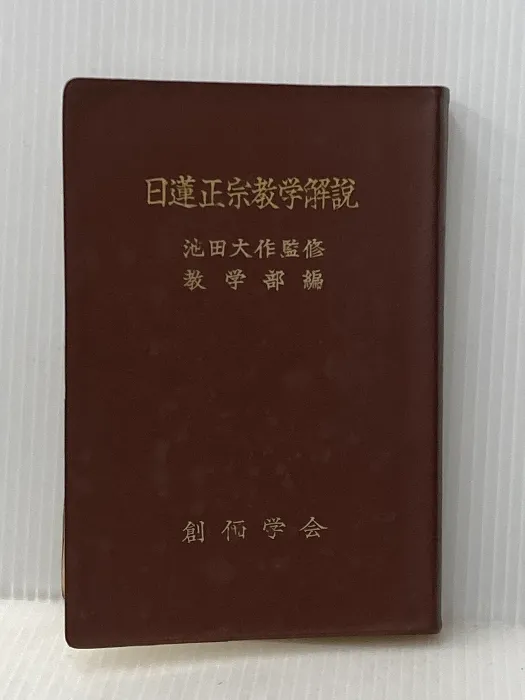 日蓮正宗教学解説
池田大作監修
教学部編
創価学会